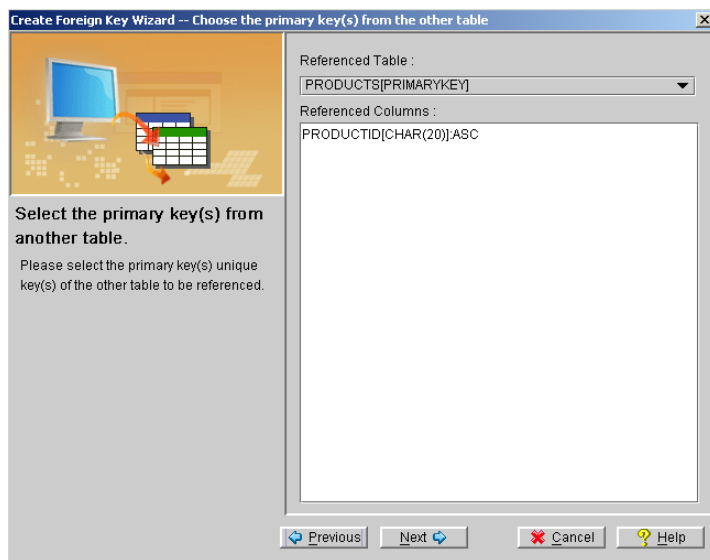 Create Foreign Key Wizard -- Choose the primary key(s) from the other table
Select the primary key(s) from
another table.
Please select the primary key(s) unique
key(s) of the other table to be referenced.
Referenced Table :
PRODUCTS[PRIMARYKEY]
Referenced Columns :
PRODUCTID[CHAR(20)]:ASC
Previous
Next
Cancel
Help